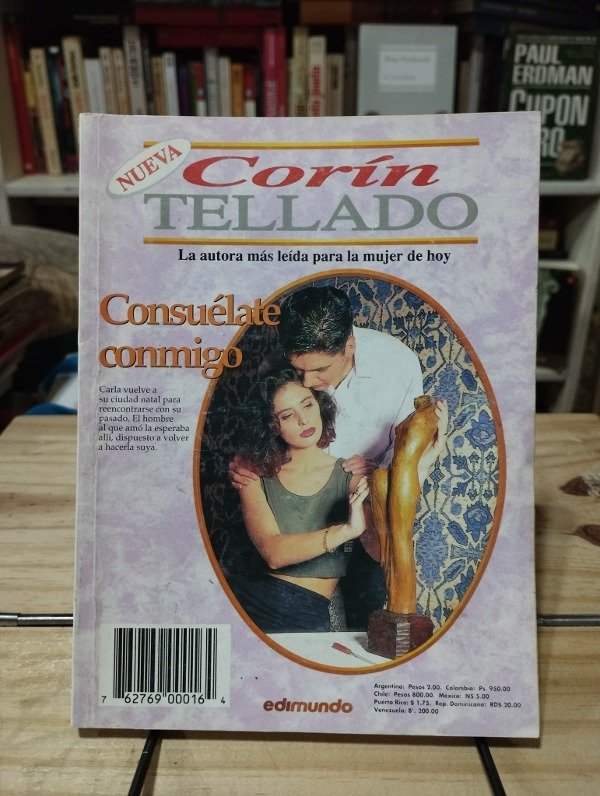 NUEVA
Corín
TELLADO
La autora más leída para la mujer de hoy
Consuélate
conmigo
Carla vuelve a
su ciudad natal para
reencontrarse con su
pasado. El hombre
al que amó la esperaba
allí, dispuesto a volver
a hacerla suya.
7 62769 00016 4
edimundo
Argentina: Pesos 2.00. Colombia: Ps. 950.00
Chile: Pesos 800.00 Mexico: N$ 5.00
Puerto Rico: $ 1.75. Rep. Dominicana: RD$ 20.00
Venezuela: B'. 200.00
PAUL
ERDMAN
CUPON
RO